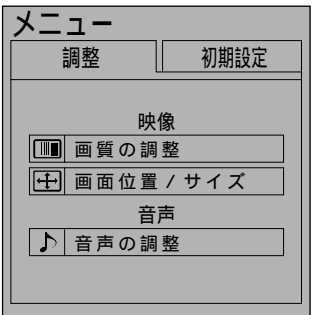 メニュー
調整 初期設定
映像
画質の調整
画面位置 / サイズ
音声
音声の調整